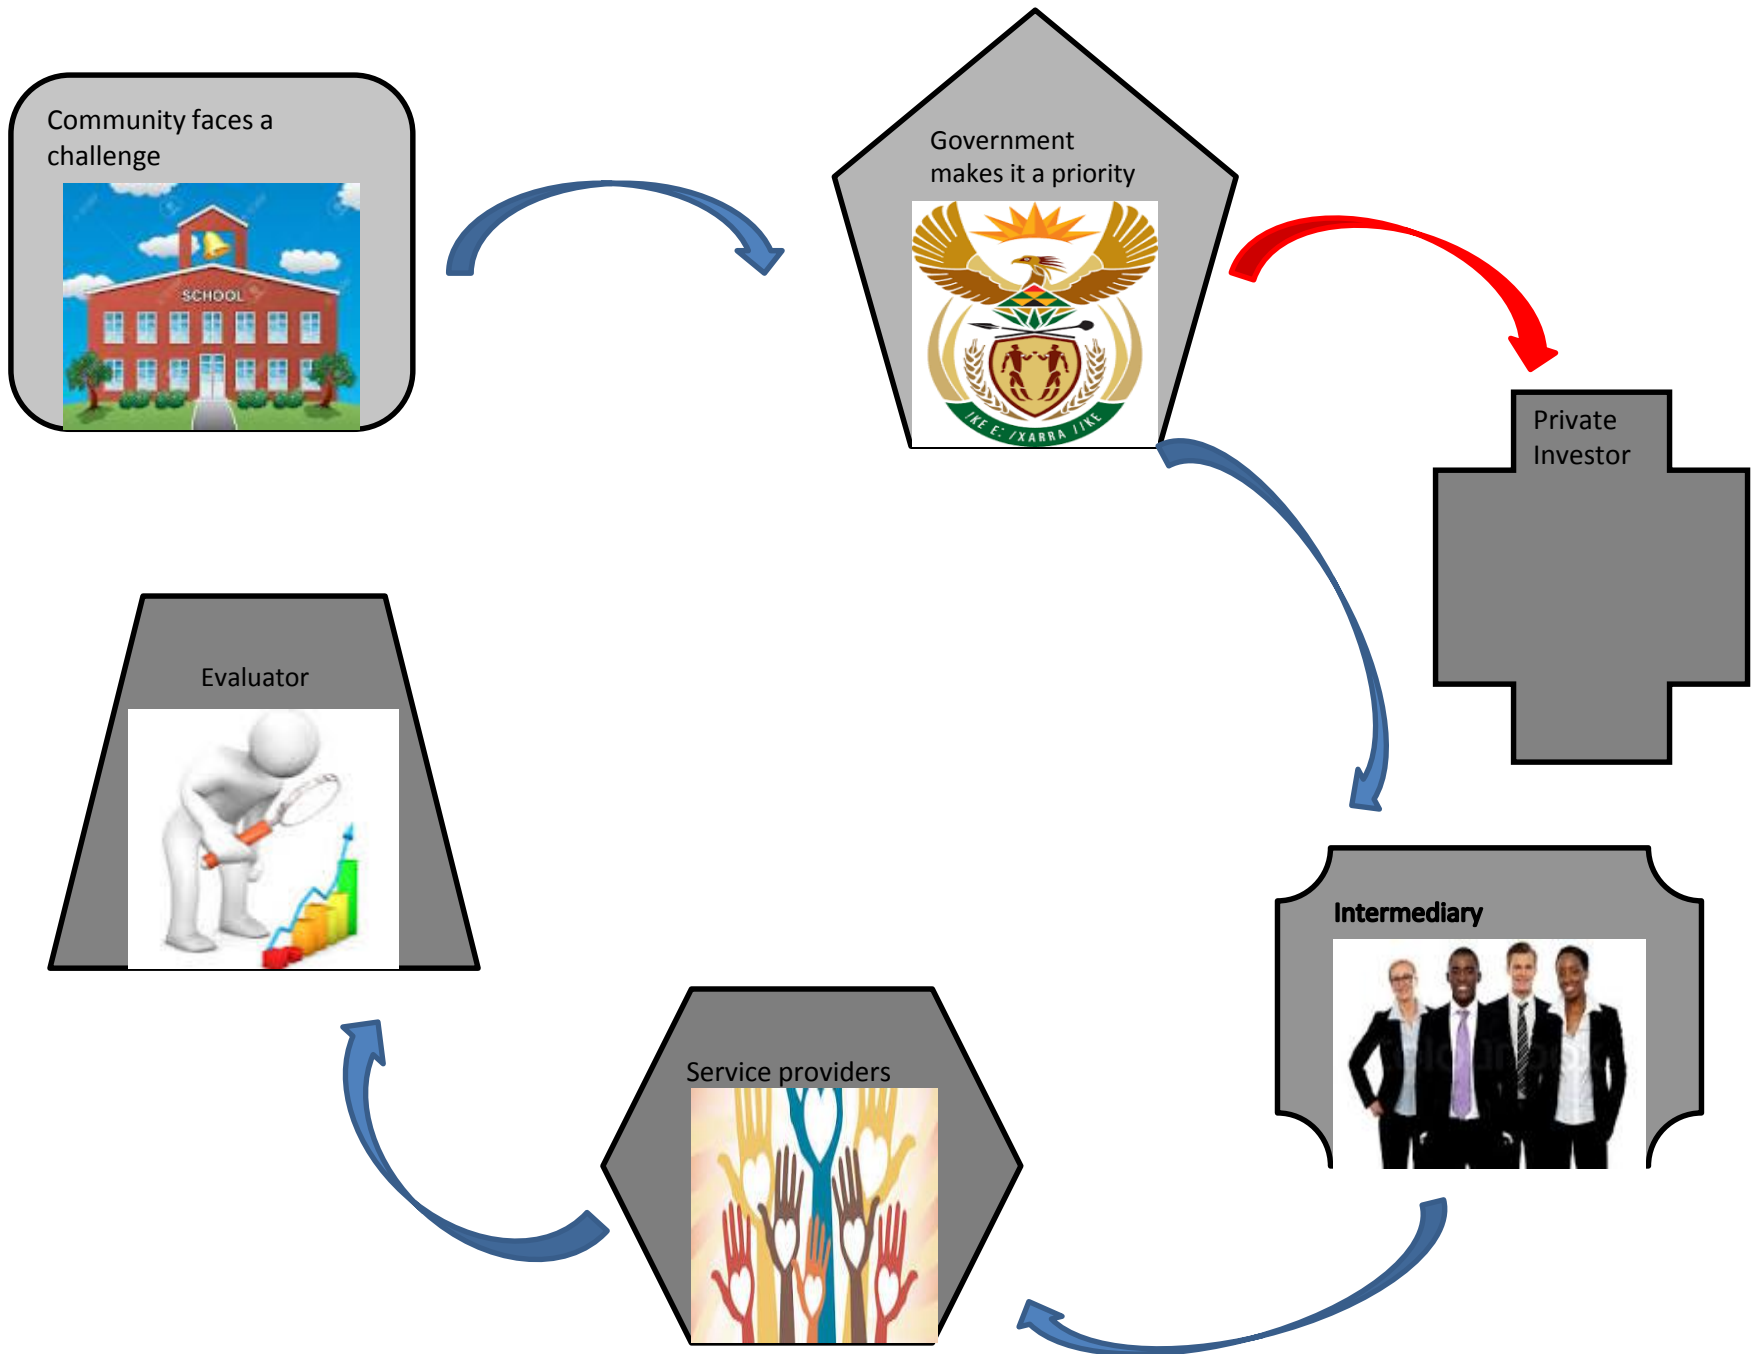 Community faces a
challenge
SCHOOL
Government
makes it a priority
!KE E: /XARRA //KE
Private
Investor
Evaluator
Intermediary
Service providers